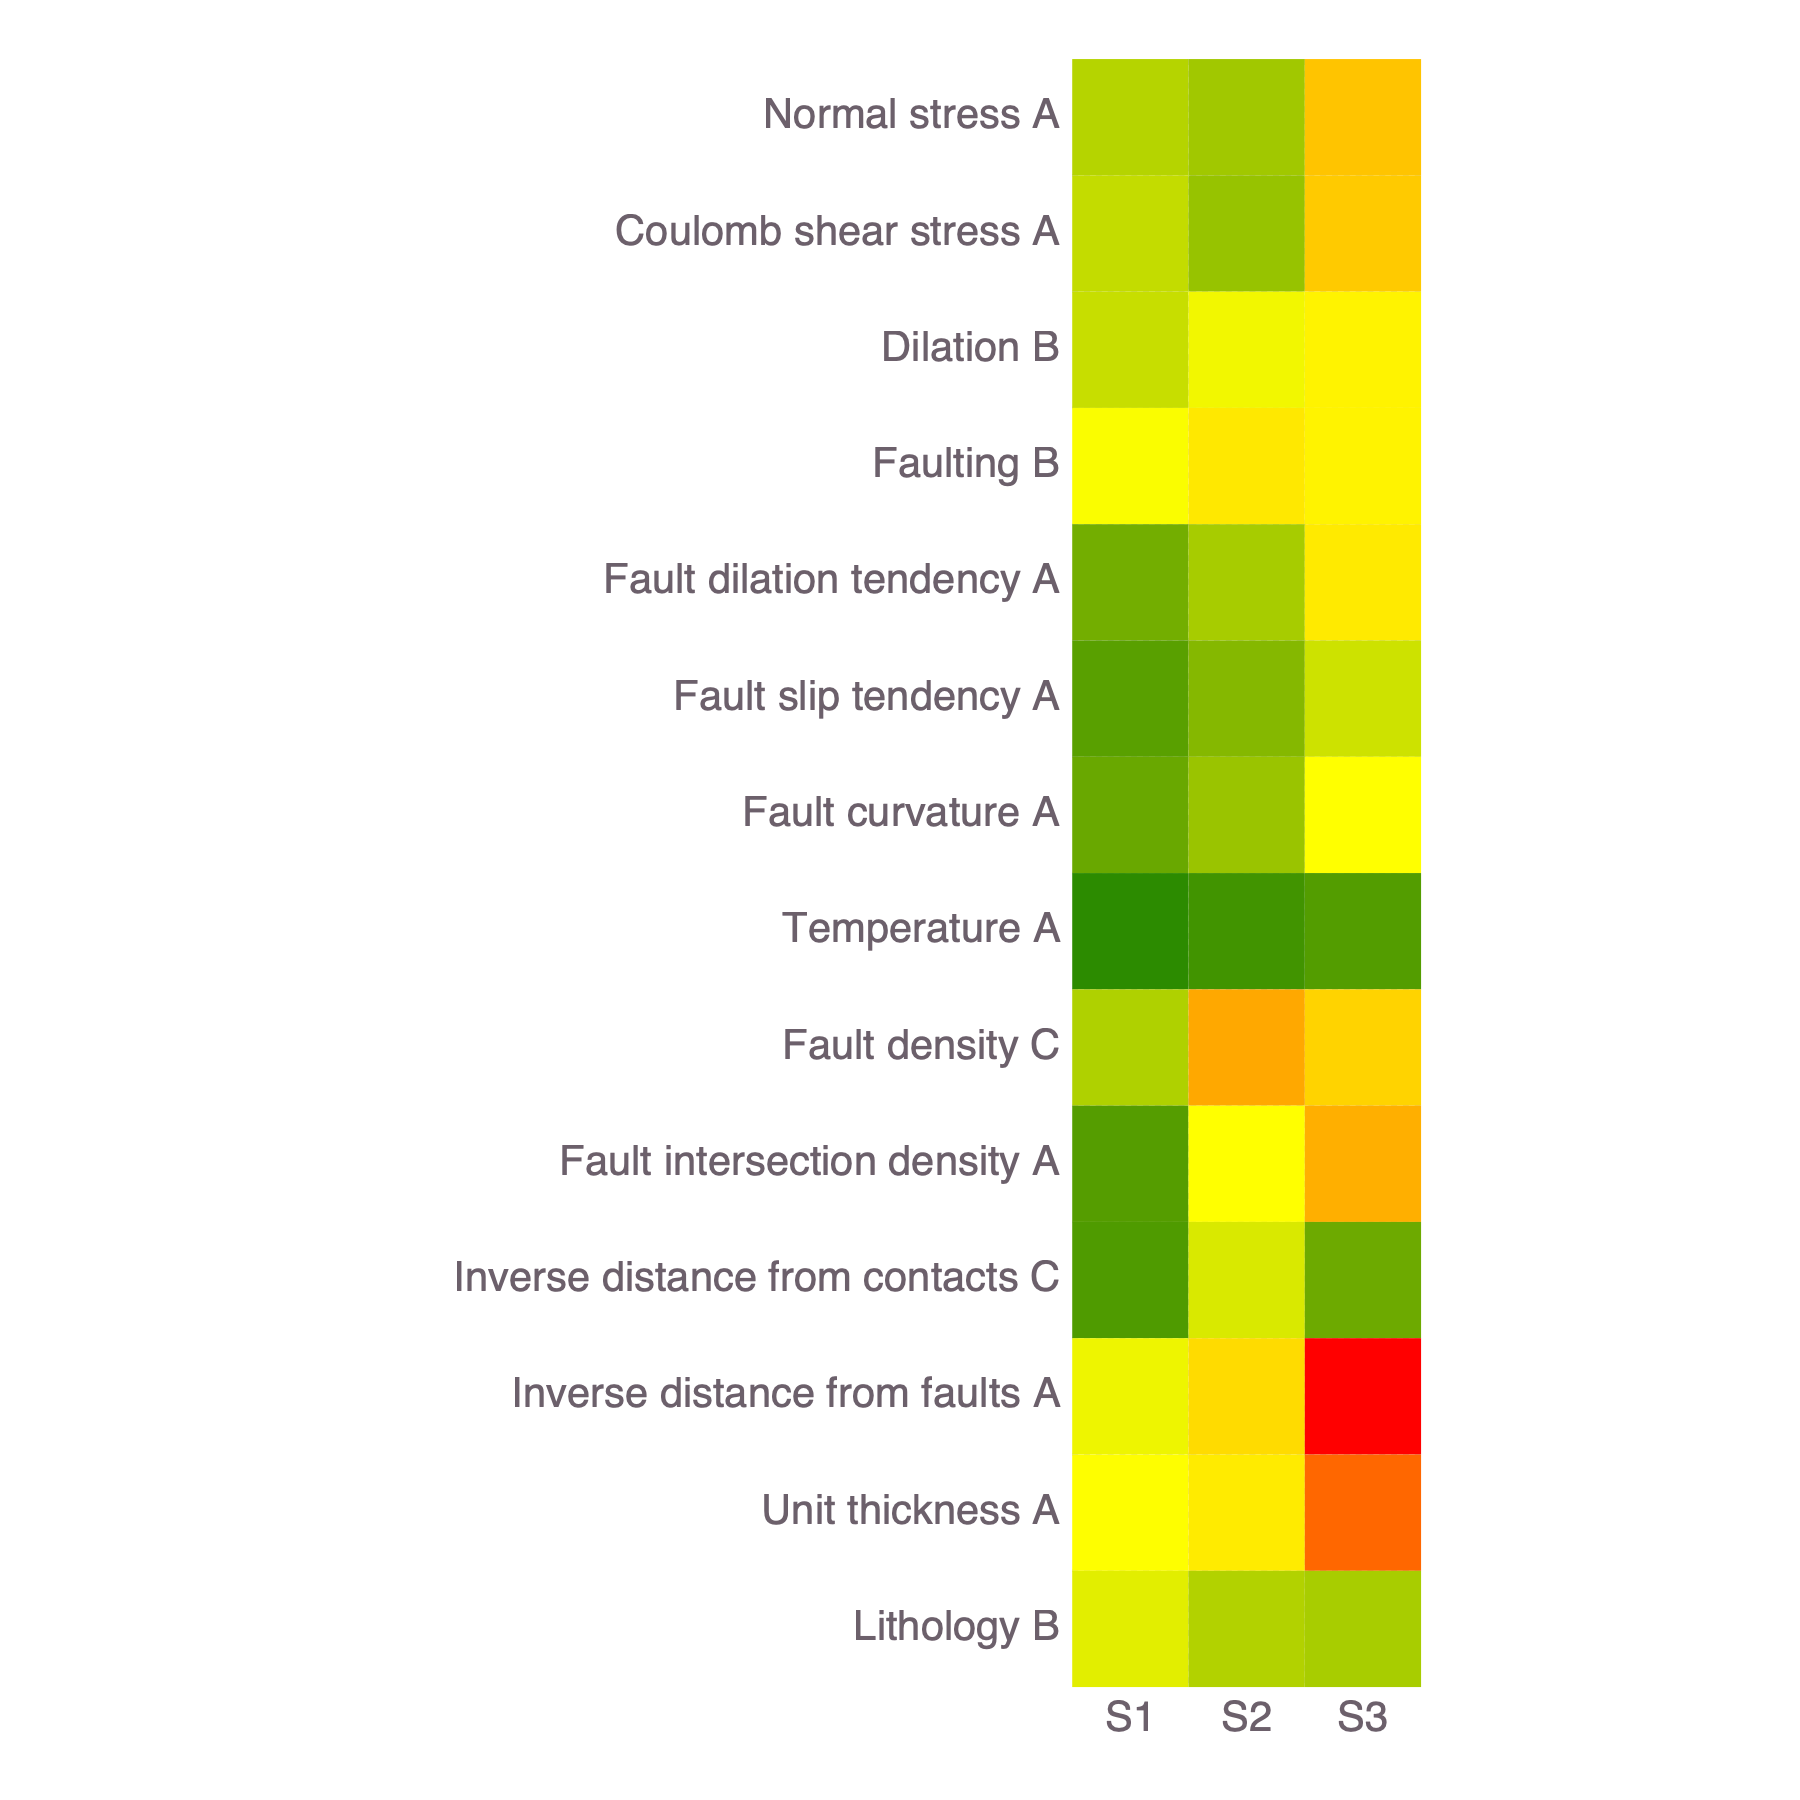 Normal stress A
Coulomb shear stress A
Dilation B
Faulting B
Fault dilation tendency A
Fault slip tendency A
Fault curvature A
Temperature A
Fault density C
Fault intersection density A
Inverse distance from contacts C
Inverse distance from faults A
Unit thickness A
Lithology B
S1 S2 S3